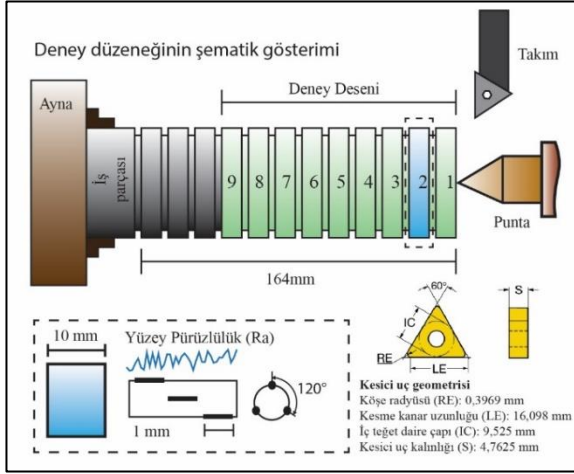 Deney düzeneğinin şematik gösterimi
Takım
Ayna
Deney Deseni
İş
parçası
9 8 7 6 5 4 3 2 1
Punta
164mm
10 mm
Yüzey Pürüzlülük (Ra)
120°
1 mm
60°
S
IC
RE
LE
Kesici uç geometrisi
Köşe radyüsü (RE): 0,3969 mm
Kesme kanar uzunluğu (LE): 16,098 mm
İç teğet daire çapı (IC): 9,525 mm
Kesici uç kalınlığı (S): 4,7625 mm